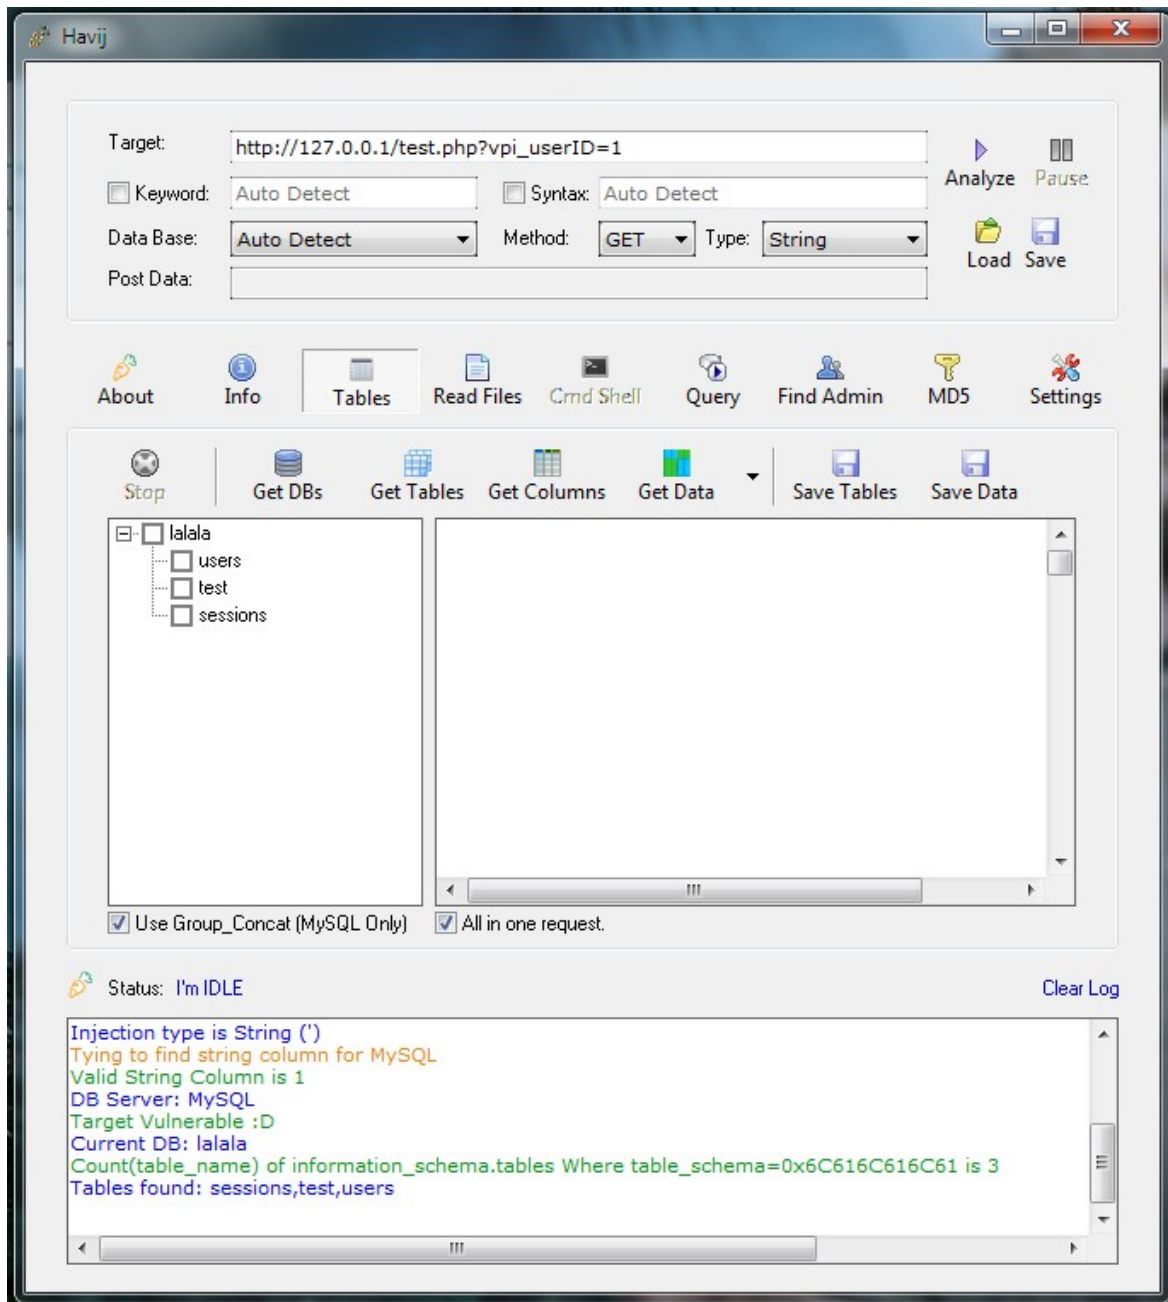 Havij
Target: http://127.0.0.1/test.php?vpi_userID=1
Analyze Pause
Keyword: Auto Detect Syntax: Auto Detect
Data Base: Auto Detect Method: GET Type: String
Load Save
Post Data:
About Info Tables Read Files Cmd Shell Query Find Admin MD5 Settings
Stop Get DBs Get Tables Get Columns Get Data Save Tables Save Data
lalala
users
test
sessions
Use Group_Concat (MySQL Only) All in one request.
Status: I'm IDLE Clear Log
Injection type is String (')
Tying to find string column for MySQL
Valid String Column is 1
DB Server: MySQL
Target Vulnerable :D
Current DB: lalala
Count(table_name) of information_schema.tables Where table_schema=0x6C616C616C61 is 3
Tables found: sessions,test,users